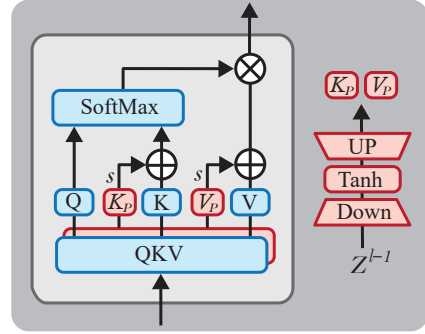 SoftMax
s
s
Q
K_P
K
V_P
V
QKV
K_P
V_P
UP
Tanh
Down
Z^{l-1}